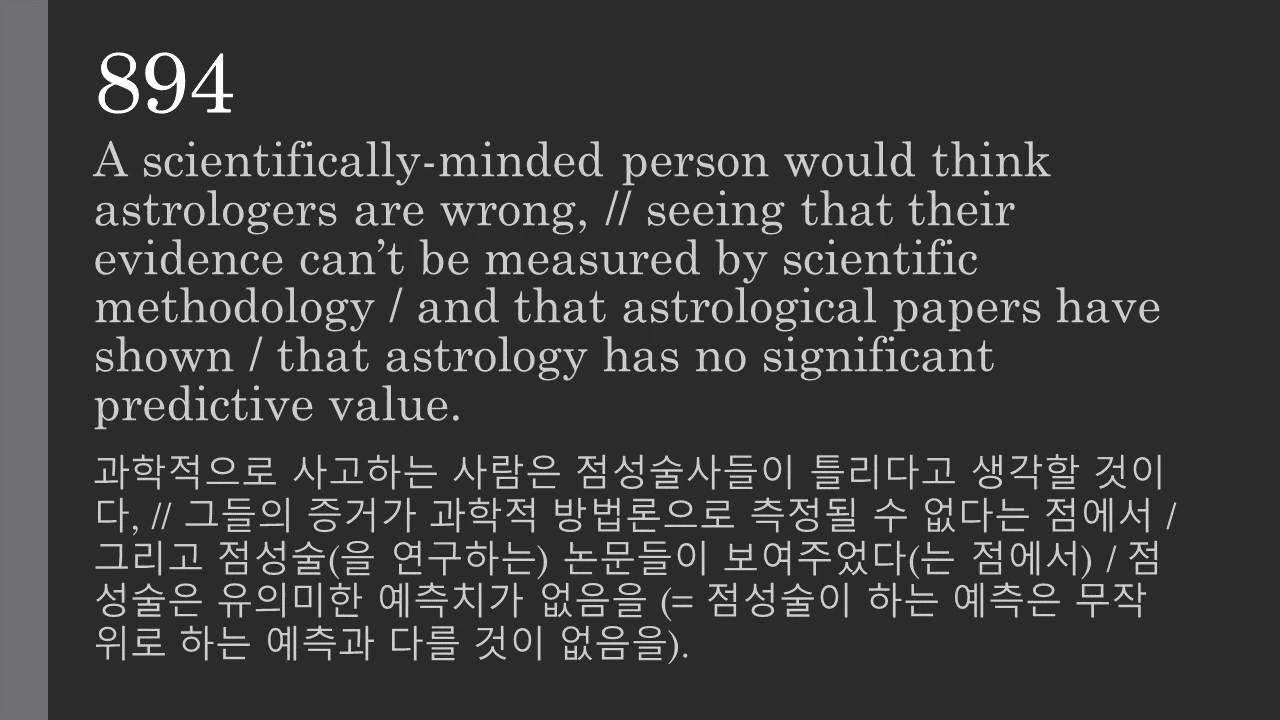 894
A scientifically-minded person would think
astrologers are wrong, // seeing that their
evidence can’t be measured by scientific
methodology / and that astrological papers have
shown / that astrology has no significant
predictive value.
과학적으로 사고하는 사람은 점성술사들이 틀리다고 생각할 것이
다, // 그들의 증거가 과학적 방법론으로 측정될 수 없다는 점에서 /
그리고 점성술(을 연구하는) 논문들이 보여주었다(는 점에서) / 점
성술은 유의미한 예측치가 없음을 (= 점성술이 하는 예측은 무작
위로 하는 예측과 다를 것이 없음을).